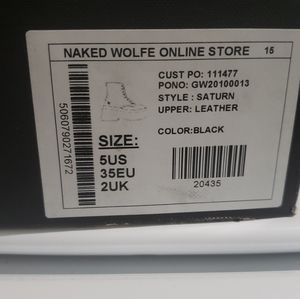 NAKED WOLFE ONLINE STORE 15
CUST PO: 111477
PONO: GW20100013
STYLE : SATURN
UPPER: LEATHER
COLOR:BLACK
5060790271672
SIZE:
5US
35EU
2UK
20435